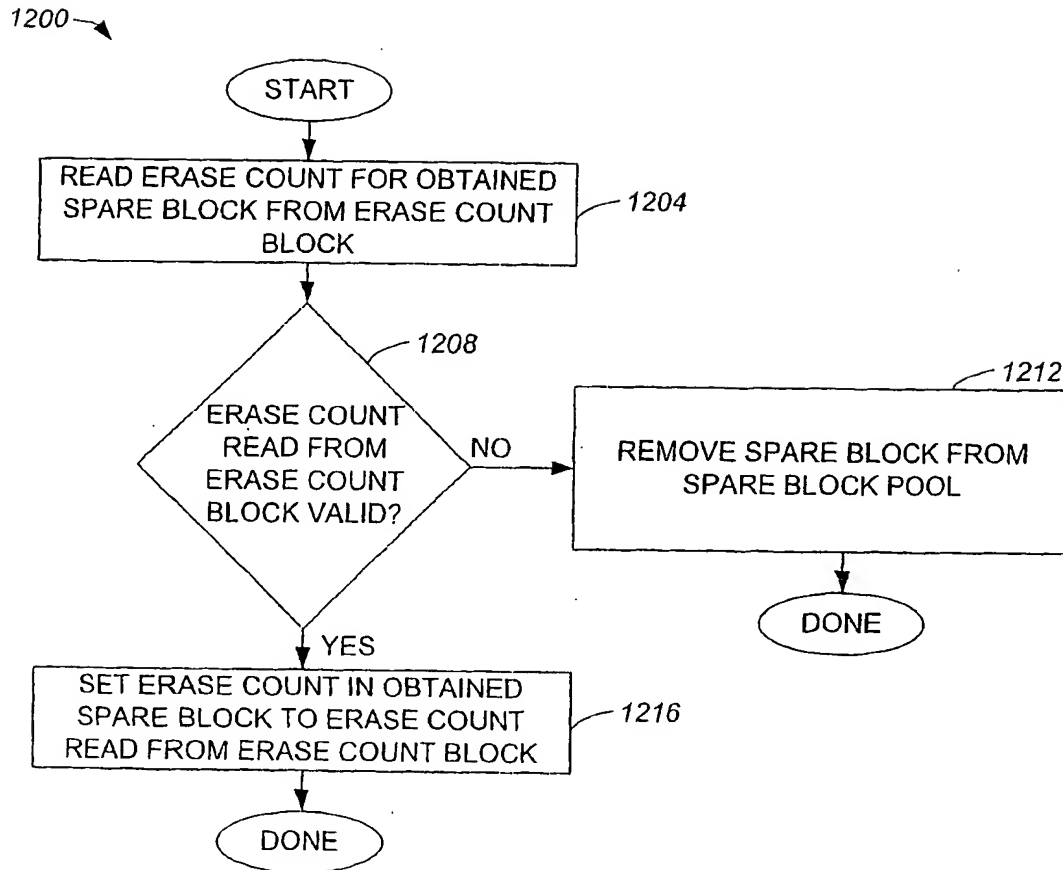 1200
START
READ ERASE COUNT FOR OBTAINED
SPARE BLOCK FROM ERASE COUNT
BLOCK
1204
1208
ERASE COUNT
READ FROM
ERASE COUNT
BLOCK VALID?
NO
1212
REMOVE SPARE BLOCK FROM
SPARE BLOCK POOL
DONE
YES
SET ERASE COUNT IN OBTAINED
SPARE BLOCK TO ERASE COUNT
READ FROM ERASE COUNT BLOCK
1216
DONE